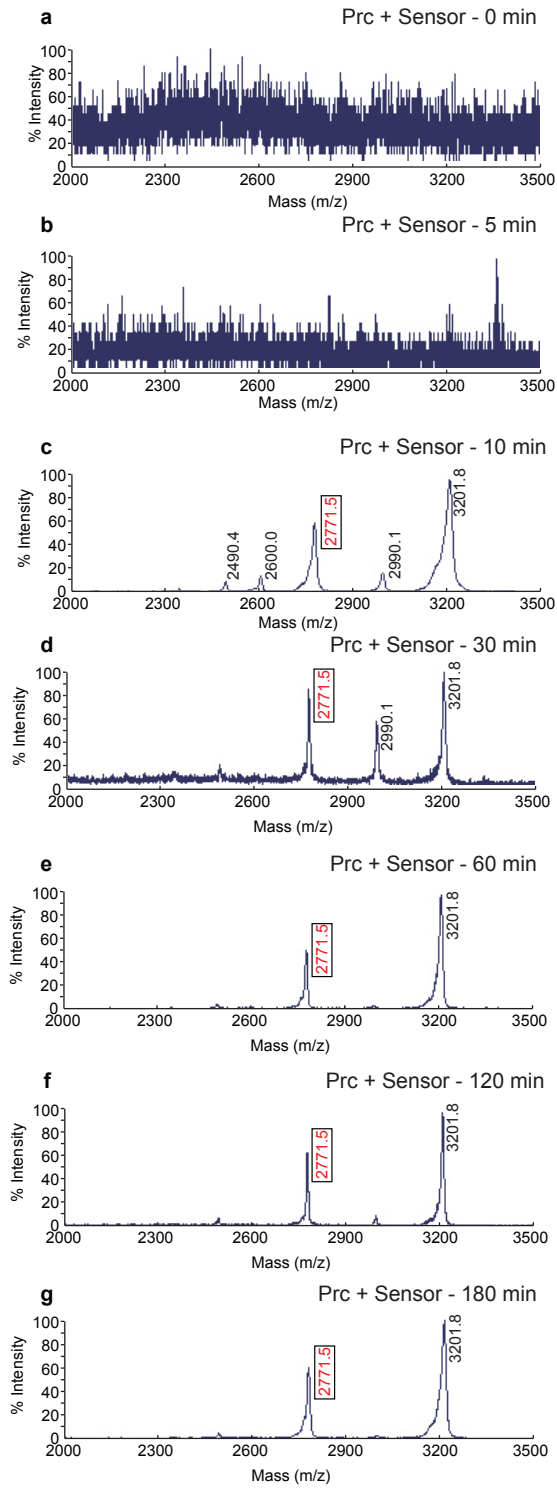 a Prc + Sensor - 0 min
% Intensity
100
80
60
40
20
0
2000 2300 2600 2900 3200 3500
Mass (m/z)
b Prc + Sensor - 5 min
% Intensity
100
80
60
40
20
0
2000 2300 2600 2900 3200 3500
Mass (m/z)
c Prc + Sensor - 10 min
% Intensity
100
80
60
40
20
0
2490.4
2600.0
2771.5
2990.1
3201.8
2000 2300 2600 2900 3200 3500
Mass (m/z)
d Prc + Sensor - 30 min
% Intensity
100
80
60
40
20
0
2771.5
2990.1
3201.8
2000 2300 2600 2900 3200 3500
Mass (m/z)
e Prc + Sensor - 60 min
% Intensity
100
80
60
40
20
0
2771.5
3201.8
2000 2300 2600 2900 3200 3500
Mass (m/z)
f Prc + Sensor - 120 min
% Intensity
100
80
60
40
20
0
2771.5
3201.8
2000 2300 2600 2900 3200 3500
Mass (m/z)
g Prc + Sensor - 180 min
% Intensity
100
80
60
40
20
0
2771.5
3201.8
2000 2300 2600 2900 3200 3500
Mass (m/z)